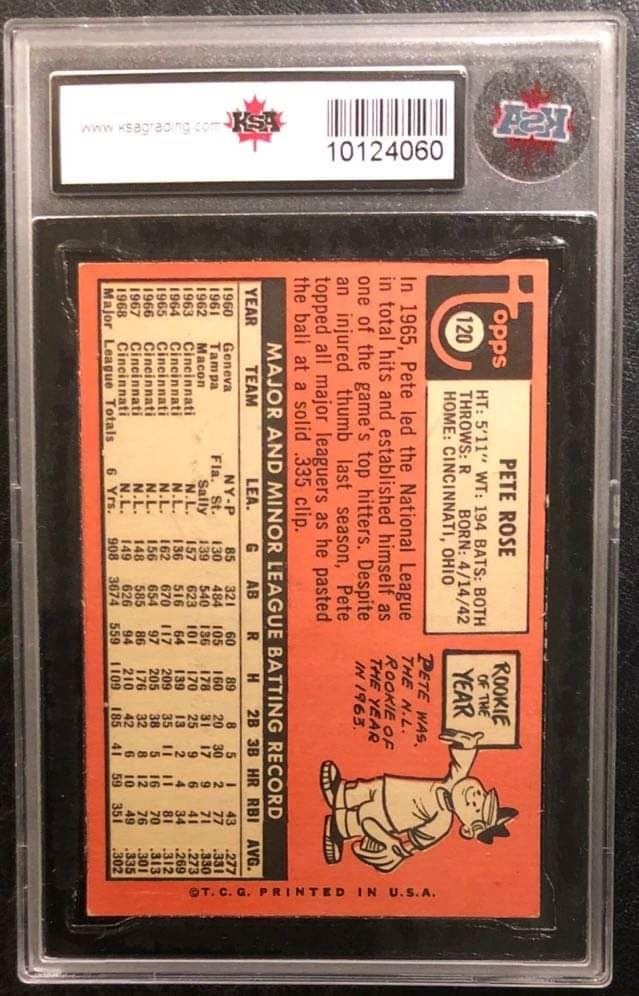 www.ksagrading.com
KSA
10124060
KSA
Topps
120
PETE ROSE
HT: 5'11" WT: 194 BATS: BOTH
THROWS: R BORN: 4/14/42
HOME: CINCINNATI, OHIO
ROOKIE
OF THE
YEAR
PETE WAS
THE N.L.
ROOKIE OF
THE YEAR
IN 1963.
In 1965, Pete led the National League
in total hits and established himself as
one of the game's top hitters. Despite
an injured thumb last season, Pete
topped all major leaguers as he pasted
the ball at a solid .335 clip.
MAJOR AND MINOR LEAGUE BATTING RECORD
YEAR TEAM LEA. G AB R H 2B 3B HR RBI AVG.
1960 Geneva NY-P 85 321 60 89 8 5 1 43 .277
1961 Tampa Fla. St. 130 484 105 160 20 30 2 77 .331
1962 Macon Sally 139 540 136 178 31 17 9 71 .330
1963 Cincinnati N.L. 157 623 101 170 25 9 6 41 .273
1964 Cincinnati N.L. 136 516 64 139 13 2 4 34 .269
1965 Cincinnati N.L. 162 670 117 209 35 11 11 81 .312
1966 Cincinnati N.L. 156 654 97 205 38 5 16 70 .313
1967 Cincinnati N.L. 148 585 86 176 32 8 12 76 .301
1968 Cincinnati N.L. 149 626 94 216 42 6 10 49 .335
Major League Totals 6 Yrs. 908 3674 559 1109 185 41 59 351 .302
©T.C.G. PRINTED IN U.S.A.